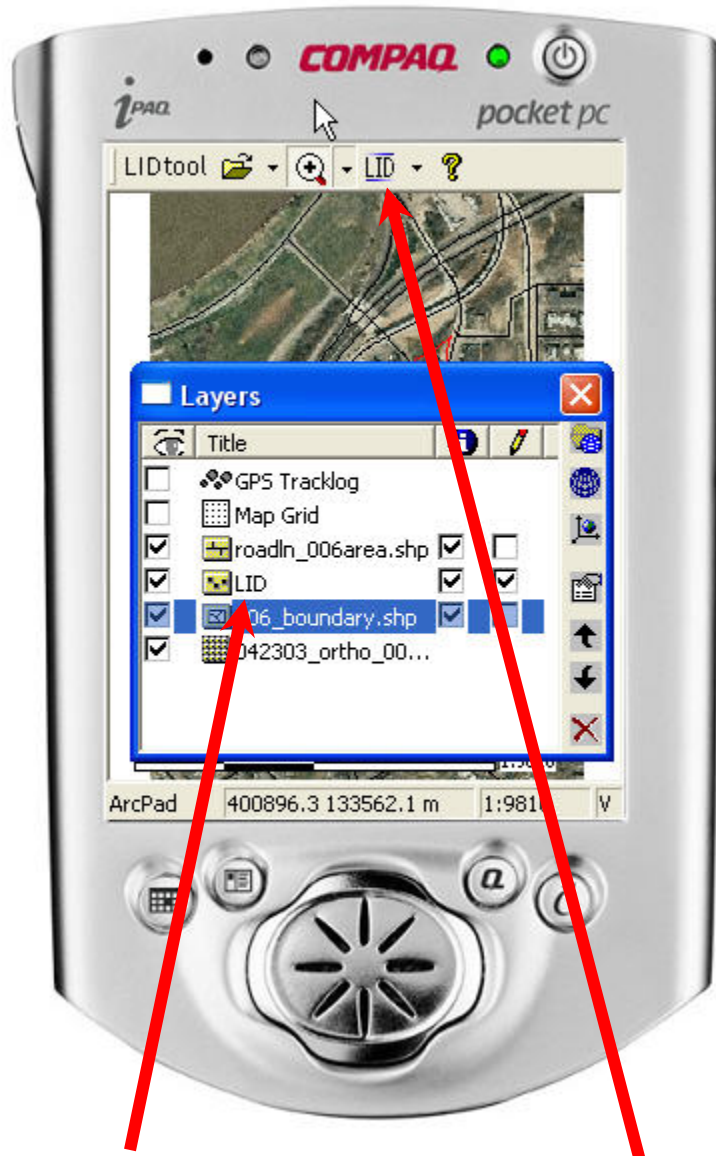 COMPAQ
iPAQ pocket pc
LIDtool LID
Layers
Title
GPS Tracklog
Map Grid
roadln_006area.shp
LID
06_boundary.shp
042303_ortho_00...
ArcPad 400896.3 133562.1 m 1:981 V
Q